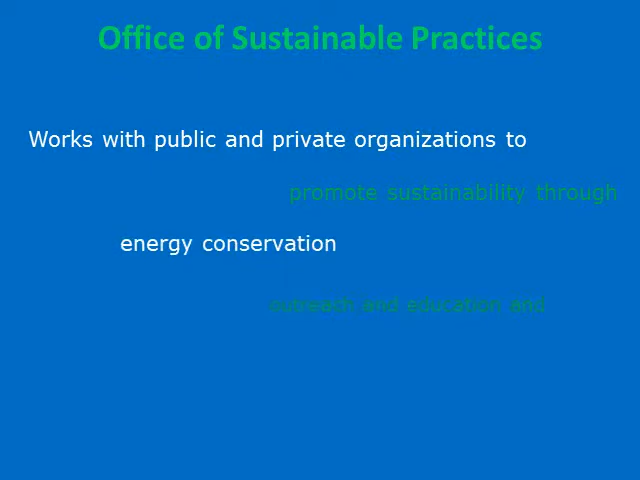 Office of Sustainable Practices
Works with public and private organizations to
promote sustainability through
energy conservation
outreach and education and